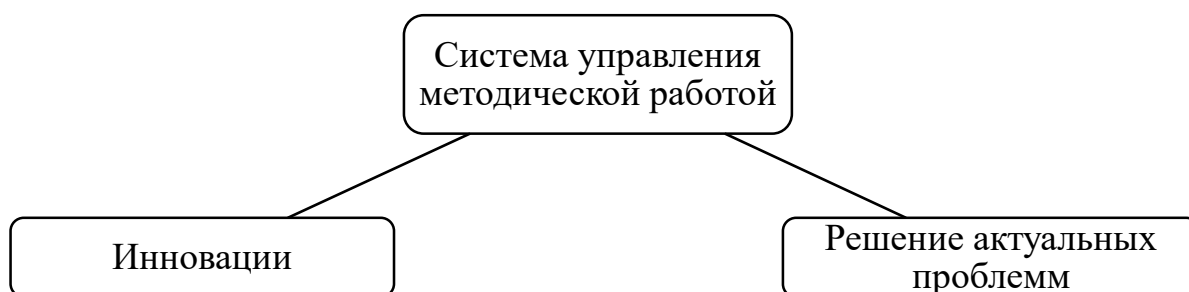 Система управления
методической работой
Инновации
Решение актуальных
проблемм